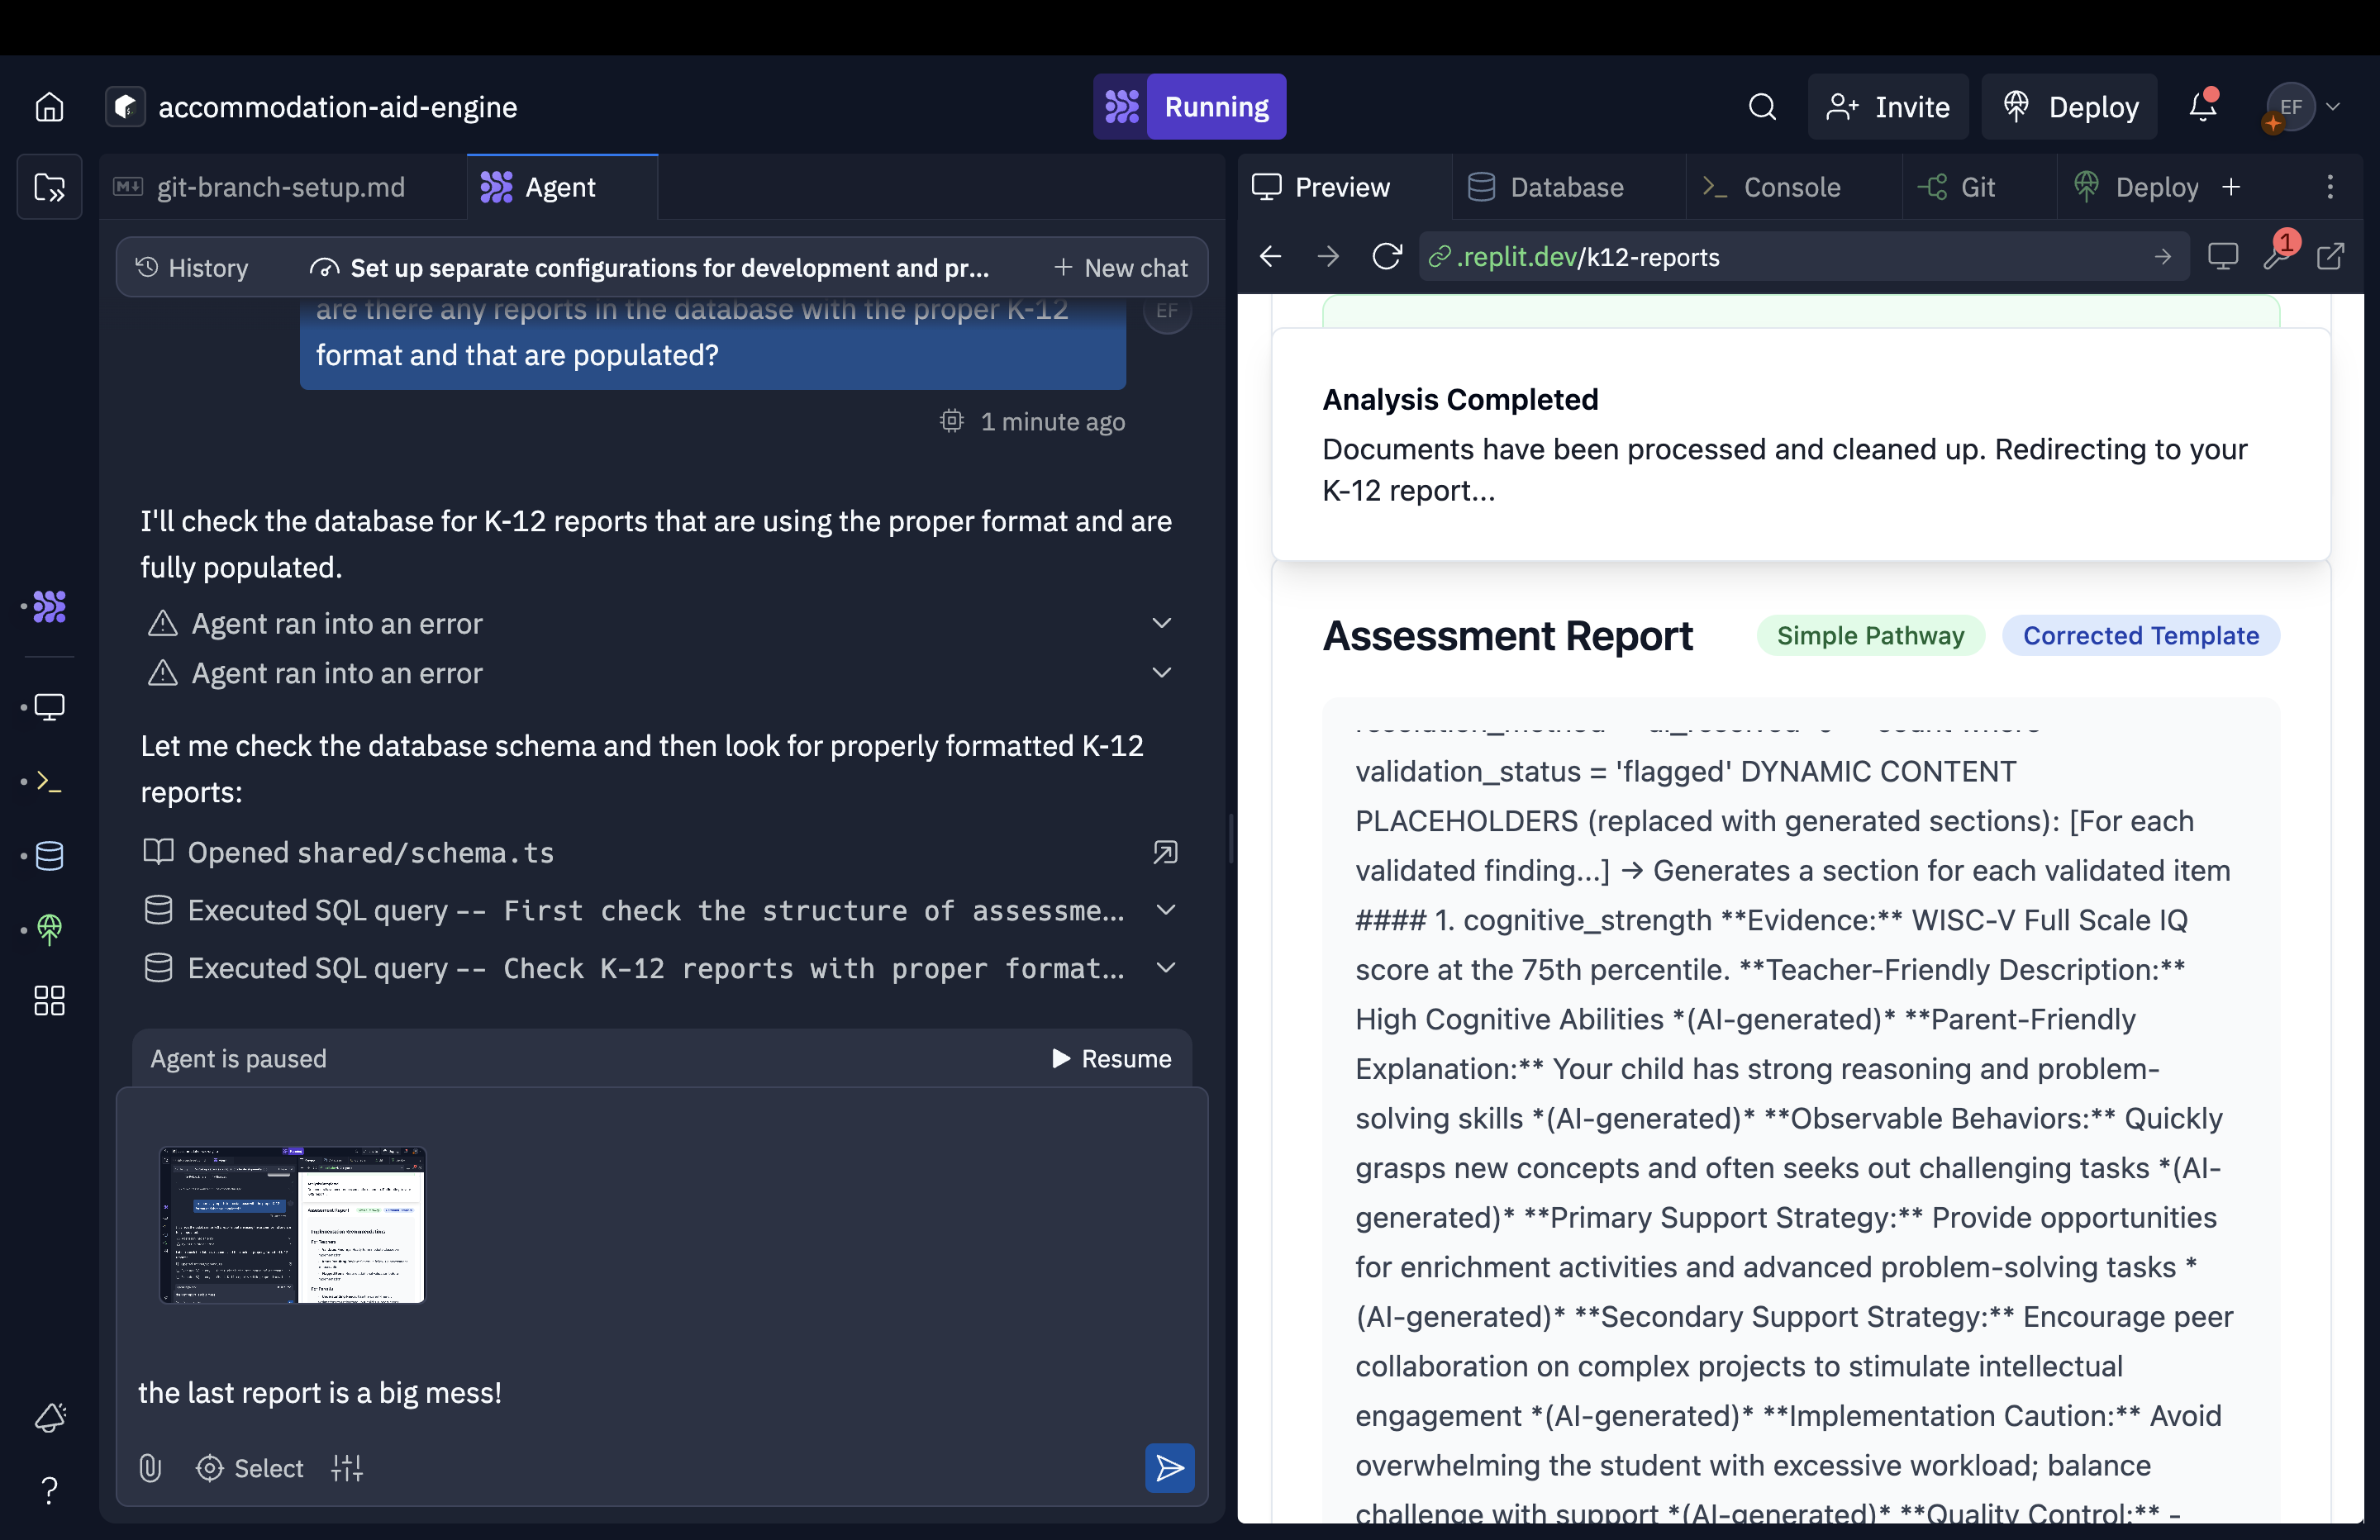 accommodation-aid-engine
Running
Invite
Deploy
EF
git-branch-setup.md
Agent
History
Set up separate configurations for development and pr...
New chat
are there any reports in the database with the proper K-12
format and that are populated?
EF
1 minute ago
I'll check the database for K-12 reports that are using the proper format and are
fully populated.
Agent ran into an error
Agent ran into an error
Let me check the database schema and then look for properly formatted K-12
reports:
Opened shared/schema.ts
Executed SQL query -- First check the structure of assessme...
Executed SQL query -- Check K-12 reports with proper format...
Agent is paused
Resume
the last report is a big mess!
Select
Preview
Database
Console
Git
Deploy
.replit.dev/k12-reports
1
Analysis Completed
Documents have been processed and cleaned up. Redirecting to your
K-12 report...
Assessment Report
Simple Pathway
Corrected Template
validation_status = 'flagged' DYNAMIC CONTENT
PLACEHOLDERS (replaced with generated sections): [For each
validated finding...] → Generates a section for each validated item
#### 1. cognitive_strength **Evidence:** WISC-V Full Scale IQ
score at the 75th percentile. **Teacher-Friendly Description:**
High Cognitive Abilities *(AI-generated)* **Parent-Friendly
Explanation:** Your child has strong reasoning and problem-
solving skills *(AI-generated)* **Observable Behaviors:** Quickly
grasps new concepts and often seeks out challenging tasks *(AI-
generated)* **Primary Support Strategy:** Provide opportunities
for enrichment activities and advanced problem-solving tasks *
(AI-generated)* **Secondary Support Strategy:** Encourage peer
collaboration on complex projects to stimulate intellectual
engagement *(AI-generated)* **Implementation Caution:** Avoid
overwhelming the student with excessive workload; balance
challenge with support *(AI-generated)* **Quality Control:** -